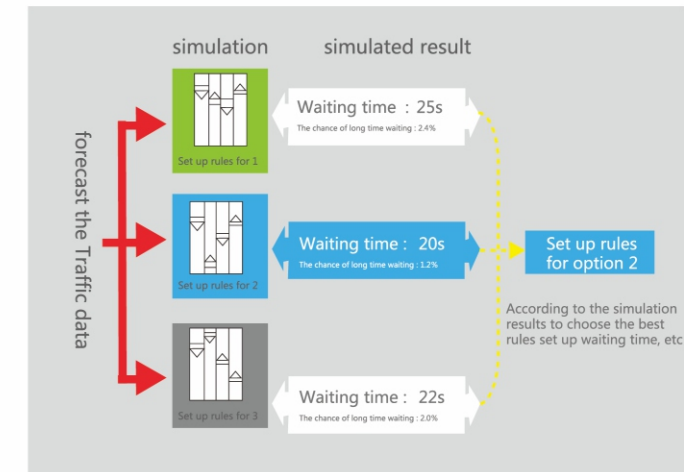 simulation
simulated result
forecast the Traffic data
Set up rules for 1
Waiting time : 25s
The chance of long time waiting : 2.4%
Set up rules for 2
Waiting time : 20s
The chance of long time waiting : 1.2%
Set up rules
for option 2
According to the simulation
results to choose the best
rules set up waiting time, etc
Set up rules for 3
Waiting time : 22s
The chance of long time waiting : 2.0%